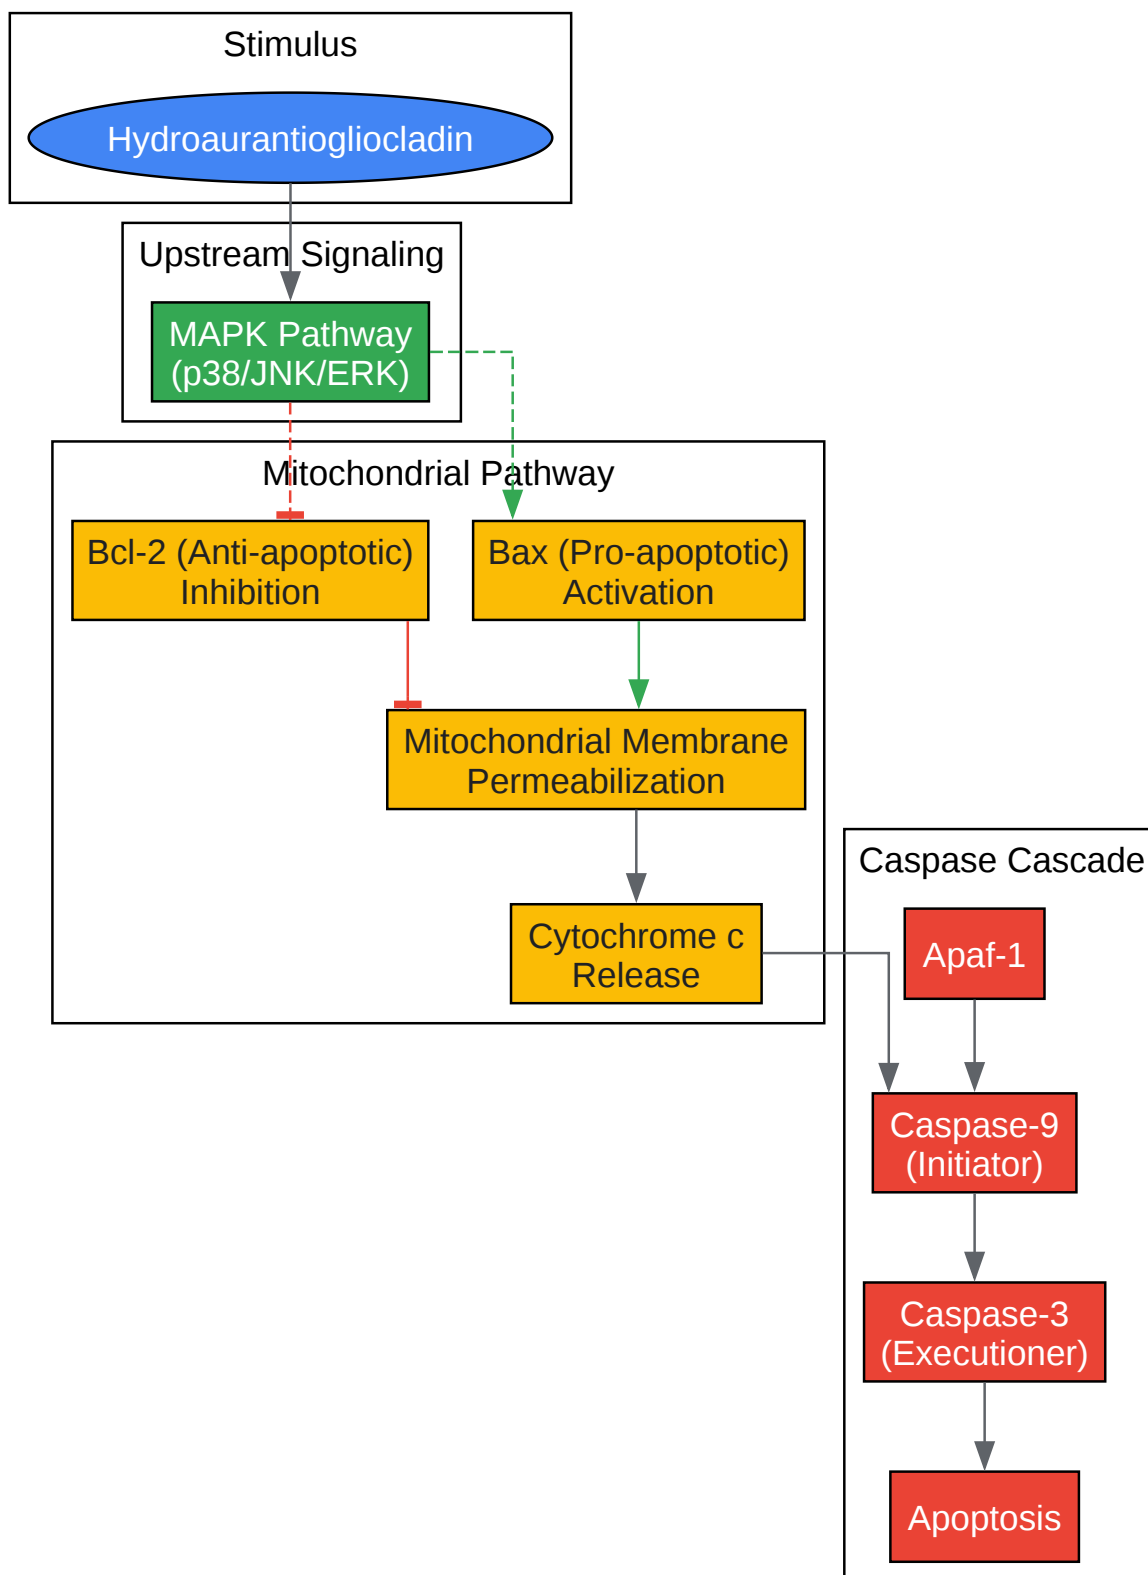 Stimulus
Hydroaurantiogliocladin
Upstream Signaling
MAPK Pathway
(p38/JNK/ERK)
Mitochondrial Pathway
Bcl-2 (Anti-apoptotic)
Inhibition
Bax (Pro-apoptotic)
Activation
Mitochondrial Membrane
Permeabilization
Cytochrome c
Release
Caspase Cascade
Apaf-1
Caspase-9
(Initiator)
Caspase-3
(Executioner)
Apoptosis